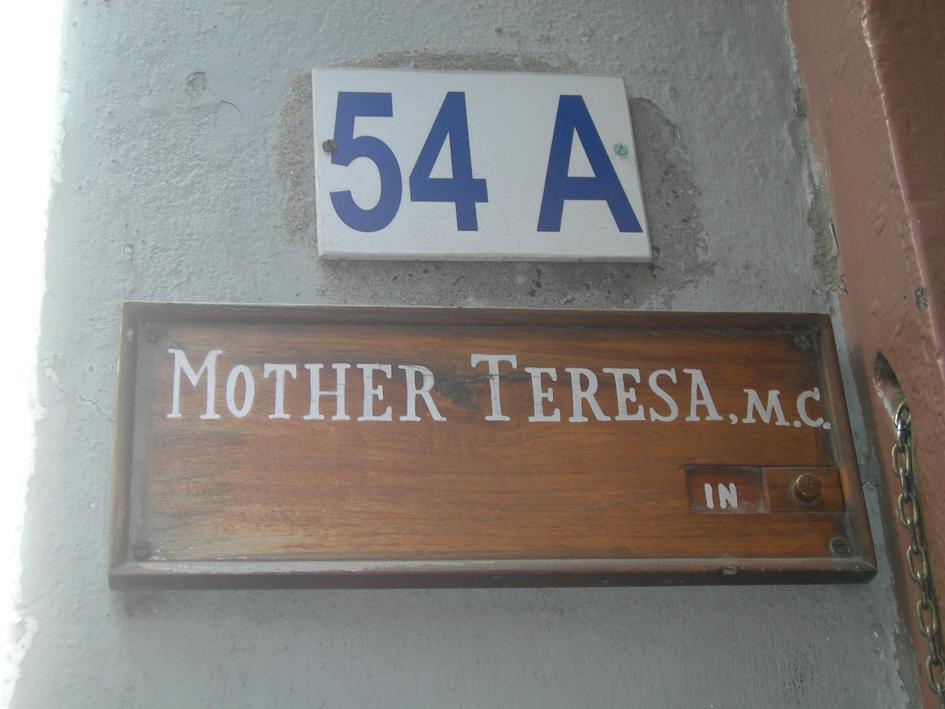 54 A
MOTHER TERESA, M.C.
IN